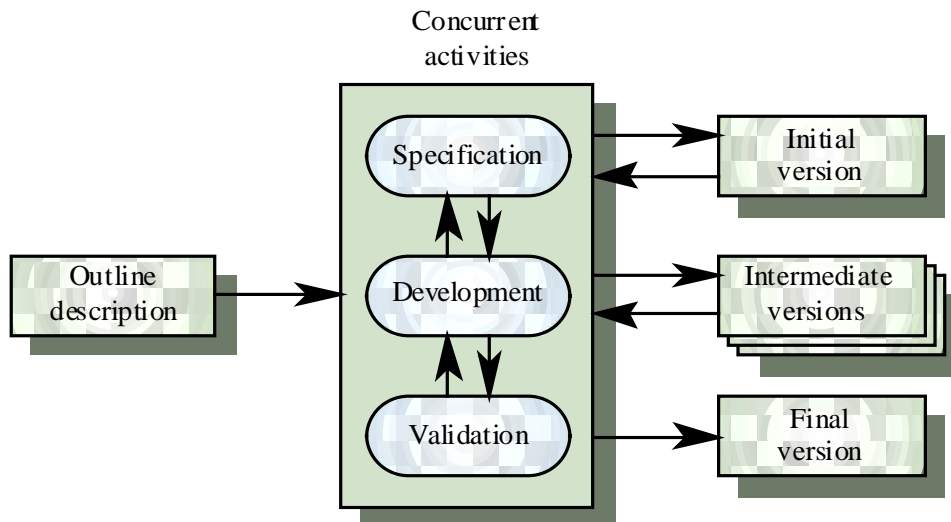 Concurrent
activities
Specification
Initial
version
Outline
description
Development
Intermediate
versions
Validation
Final
version